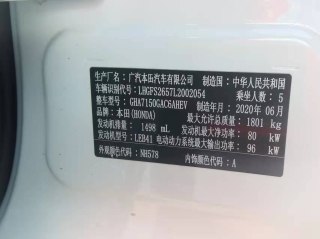 生产厂名：广汽本田汽车有限公司 制造国：中华人民共和国
车辆识别代号：LHGFS2657L2002054 乘坐人数：5
整车型号：GHA7150GAC6AHEV 制造年月：2020年06月
品牌：本田(HONDA) 最大允许总质量：1801 kg
发动机排量：1498 mL 发动机最大净功率：80 kW
发动机型号：LEB41 电动动力系统最大输出功率：96 kW
外观颜色代码：NH578 内饰颜色代码：A